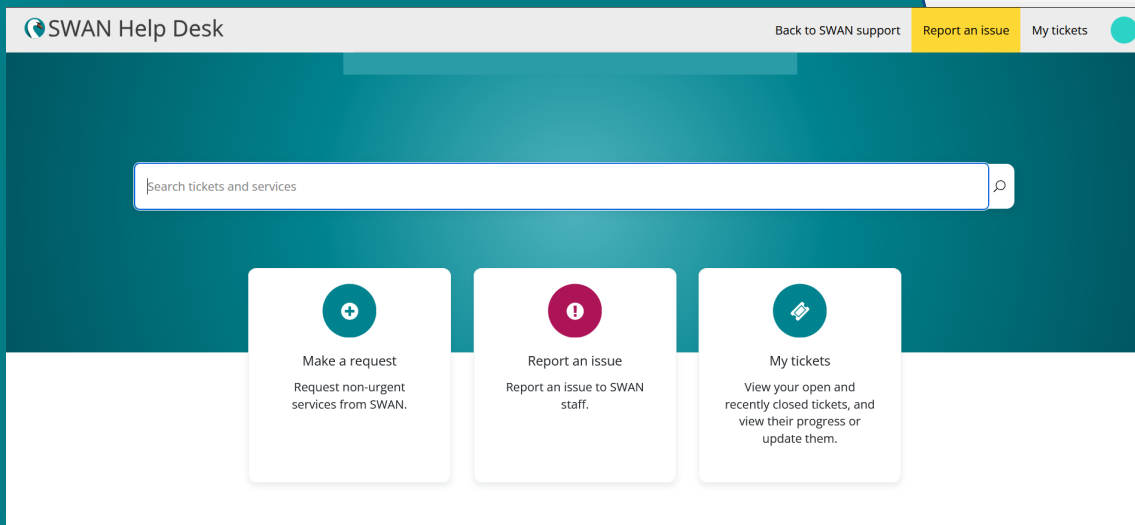 SWAN Help Desk
Back to SWAN support
Report an issue
My tickets
Search tickets and services
Make a request
Request non-urgent
services from SWAN.
Report an issue
Report an issue to SWAN
staff.
My tickets
View your open and
recently closed tickets, and
view their progress or
update them.